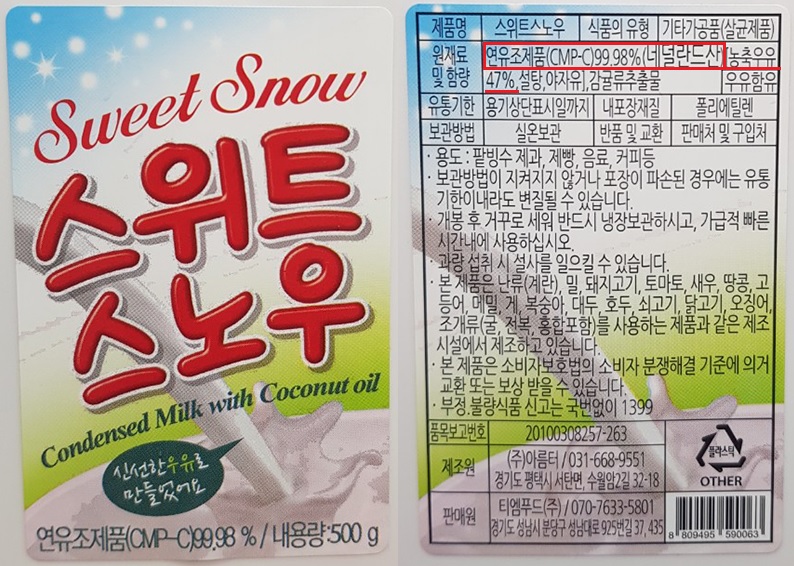 Sweet Snow
스위트
스노우
Condensed Milk with Coconut oil
신선한우유로
만들었어요
연유조제품(CMP-C)99.98 % / 내용량:500 g
제품명 스위트스노우 식품의 유형 기타가공품(살균제품)
원재료 및 함량 연유조제품(CMP-C)99.98%(네덜란드산)농축우유
47%,설탕,야자유),감귤류추출물 우유함유
유통기한 용기상단표시일까지 내포장재질 폴리에틸렌
보관방법 실온보관 반품 및 교환 판매처 및 구입처
· 용도 : 팥빙수 제과, 제빵, 음료, 커피등
· 보관방법이 지켜지지 않거나 포장이 파손된 경우에는 유통
기한이내라도 변질될 수 있습니다.
· 개봉 후 거꾸로 세워 반드시 냉장보관하시고, 가급적 빠른
시간내에 사용하십시오.
과량 섭취 시 설사를 일으킬 수 있습니다.
· 본 제품은 난류(계란), 밀, 돼지고기, 토마토, 새우, 땅콩, 고
등어, 메밀, 게, 복숭아, 대두, 호두, 쇠고기, 닭고기, 오징어,
조개류(굴, 전복, 홍합포함)를 사용하는 제품과 같은 제조
시설에서 제조하고 있습니다.
· 본 제품은 소비자보호법의 소비자 분쟁해결 기준에 의거
교환 또는 보상 받을 수 있습니다.
· 부정.불량식품 신고는 국번없이 1399
품목보고번호 20100308257-263
제조원 (주)아름터 / 031-668-9551
경기도 평택시 서탄면, 수월암2길 32-18
판매원 티엠푸드(주) / 070-7633-5801
경기도 성남시 분당구 성남대로 925번길 37, 435
플라스틱
OTHER
8 809495 590063